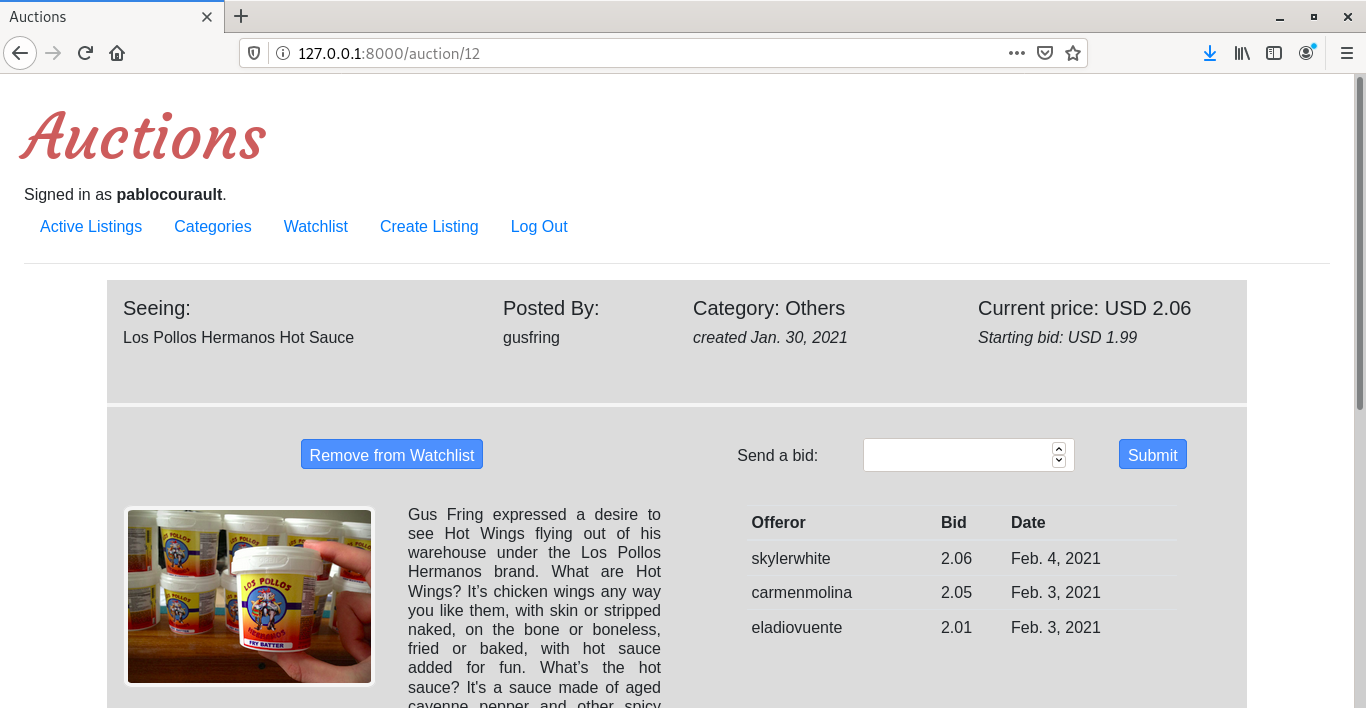 Auctions
127.0.0.1:8000/auction/12
Auctions
Signed in as pablocourault.
Active Listings Categories Watchlist Create Listing Log Out
Seeing: Posted By: Category: Others Current price: USD 2.06
Los Pollos Hermanos Hot Sauce gusfring created Jan. 30, 2021 Starting bid: USD 1.99
Remove from Watchlist Send a bid: Submit
Gus Fring expressed a desire to
see Hot Wings flying out of his
warehouse under the Los Pollos
Hermanos brand. What are Hot
Wings? It’s chicken wings any way
you like them, with skin or stripped
naked, on the bone or boneless,
fried or baked, with hot sauce
added for fun. What’s the hot
sauce? It's a sauce made of aged
cayenne pepper and other spicy
LOS POLLOS
HERMANOS
FRY BATTER
Offeror Bid Date
skylerwhite 2.06 Feb. 4, 2021
carmenmolina 2.05 Feb. 3, 2021
eladiovuente 2.01 Feb. 3, 2021